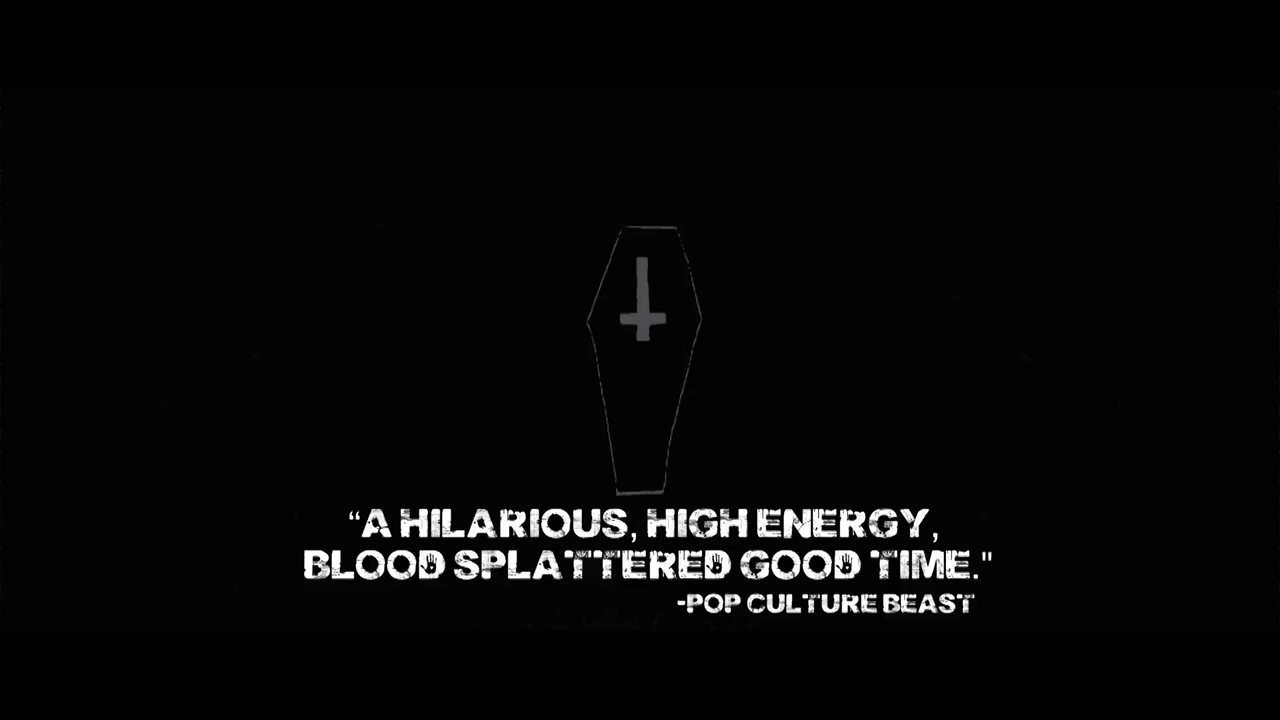 “A HILARIOUS, HIGH ENERGY,
BLOOD SPLATTERED GOOD TIME."
-POP CULTURE BEAST